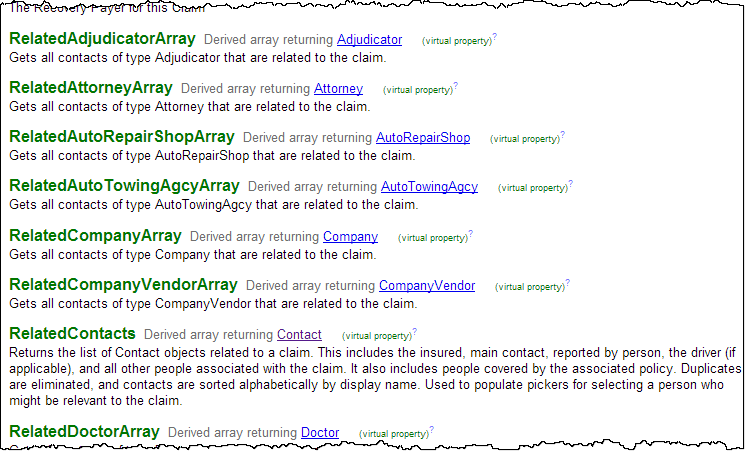 The Recovery Payer for this Claim
RelatedAdjudicatorArray Derived array returning Adjudicator (virtual property)?
Gets all contacts of type Adjudicator that are related to the claim.
RelatedAttorneyArray Derived array returning Attorney (virtual property)?
Gets all contacts of type Attorney that are related to the claim.
RelatedAutoRepairShopArray Derived array returning AutoRepairShop (virtual property)?
Gets all contacts of type AutoRepairShop that are related to the claim.
RelatedAutoTowingAgcyArray Derived array returning AutoTowingAgcy (virtual property)?
Gets all contacts of type AutoTowingAgcy that are related to the claim.
RelatedCompanyArray Derived array returning Company (virtual property)?
Gets all contacts of type Company that are related to the claim.
RelatedCompanyVendorArray Derived array returning CompanyVendor (virtual property)?
Gets all contacts of type CompanyVendor that are related to the claim.
RelatedContacts Derived array returning Contact (virtual property)?
Returns the list of Contact objects related to a claim. This includes the insured, main contact, reported by person, the driver (if
applicable), and all other people associated with the claim. It also includes people covered by the associated policy. Duplicates
are eliminated, and contacts are sorted alphabetically by display name. Used to populate pickers for selecting a person who
might be relevant to the claim.
RelatedDoctorArray Derived array returning Doctor (virtual property)?